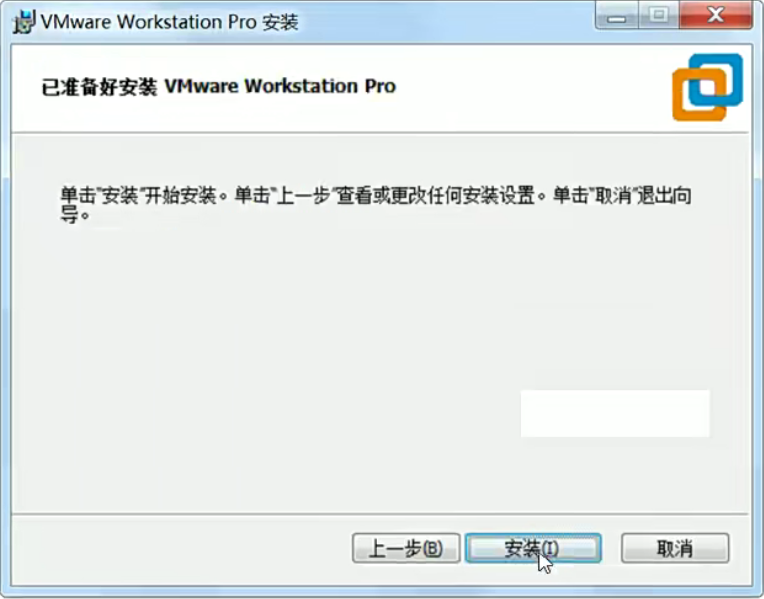 VMware Workstation Pro 安装
已准备好安装 VMware Workstation Pro
单击"安装"开始安装。单击"上一步"查看或更改任何安装设置。单击"取消"退出向
导。
上一步(B) 安装(I) 取消